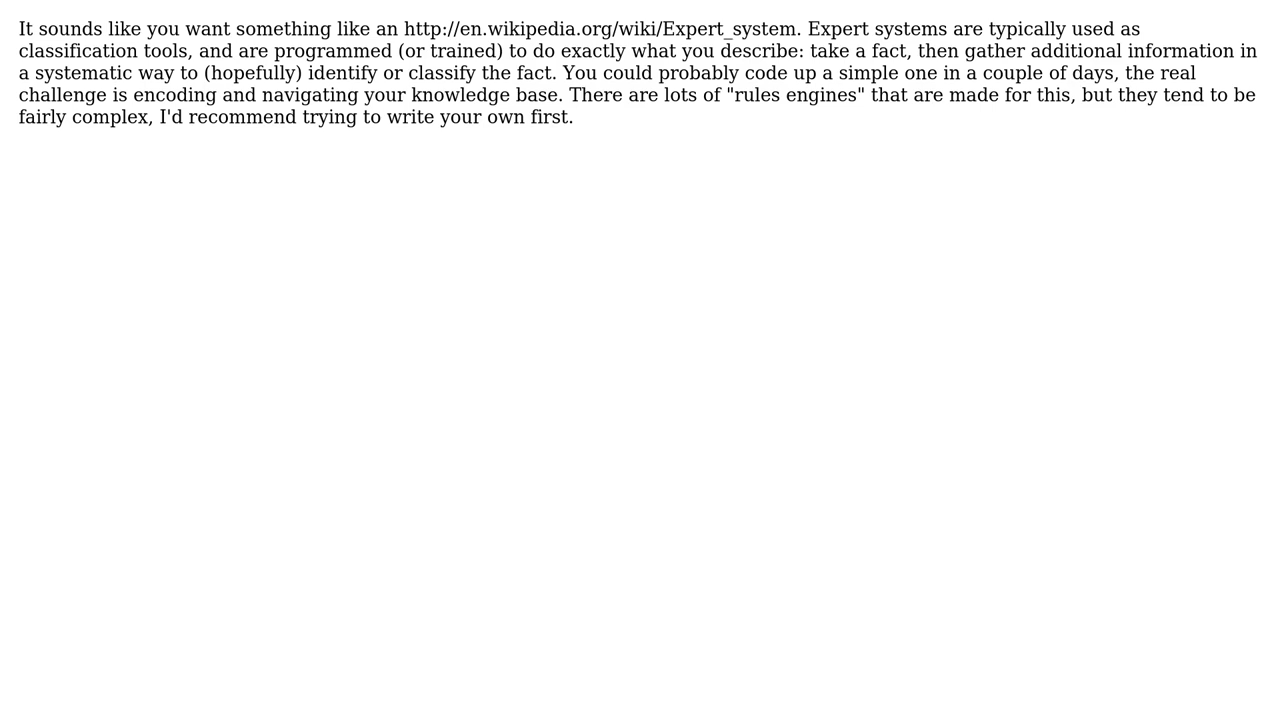 It sounds like you want something like an http://en.wikipedia.org/wiki/Expert_system. Expert systems are typically used as
classification tools, and are programmed (or trained) to do exactly what you describe: take a fact, then gather additional information in
a systematic way to (hopefully) identify or classify the fact. You could probably code up a simple one in a couple of days, the real
challenge is encoding and navigating your knowledge base. There are lots of "rules engines" that are made for this, but they tend to be
fairly complex, I'd recommend trying to write your own first.